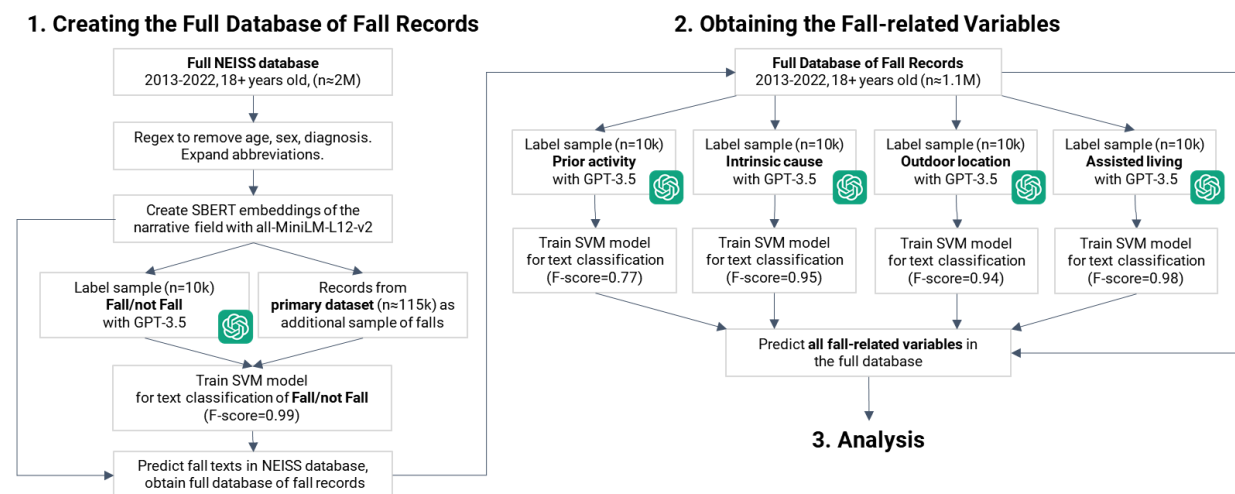 1. Creating the Full Database of Fall Records
Full NEISS database
2013-2022,18+ years old, (n≈2M)
Regex to remove age, sex, diagnosis.
Expand abbreviations.
Create SBERT embeddings of the
narrative field with all-MiniLM-L12-v2
Label sample (n=10k)
Fall/not Fall
with GPT-3.5
Records from
primary dataset (n≈115k) as
additional sample of falls
Train SVM model
for text classification of Fall/not Fall
(F-score=0.99)
Predict fall texts in NEISS database,
obtain full database of fall records
2. Obtaining the Fall-related Variables
Full Database of Fall Records
2013-2022,18+ years old (n≈1.1M)
Label sample (n=10k)
Prior activity
with GPT-3.5
Label sample (n=10k)
Intrinsic cause
with GPT-3.5
Label sample (n=10k)
Outdoor location
with GPT-3.5
Label sample (n=10k)
Assisted living
with GPT-3.5
Train SVM model
for text classification
(F-score=0.77)
Train SVM model
for text classification
(F-score=0.95)
Train SVM model
for text classification
(F-score=0.94)
Train SVM model
for text classification
(F-score=0.98)
Predict all fall-related variables in
the full database
3. Analysis